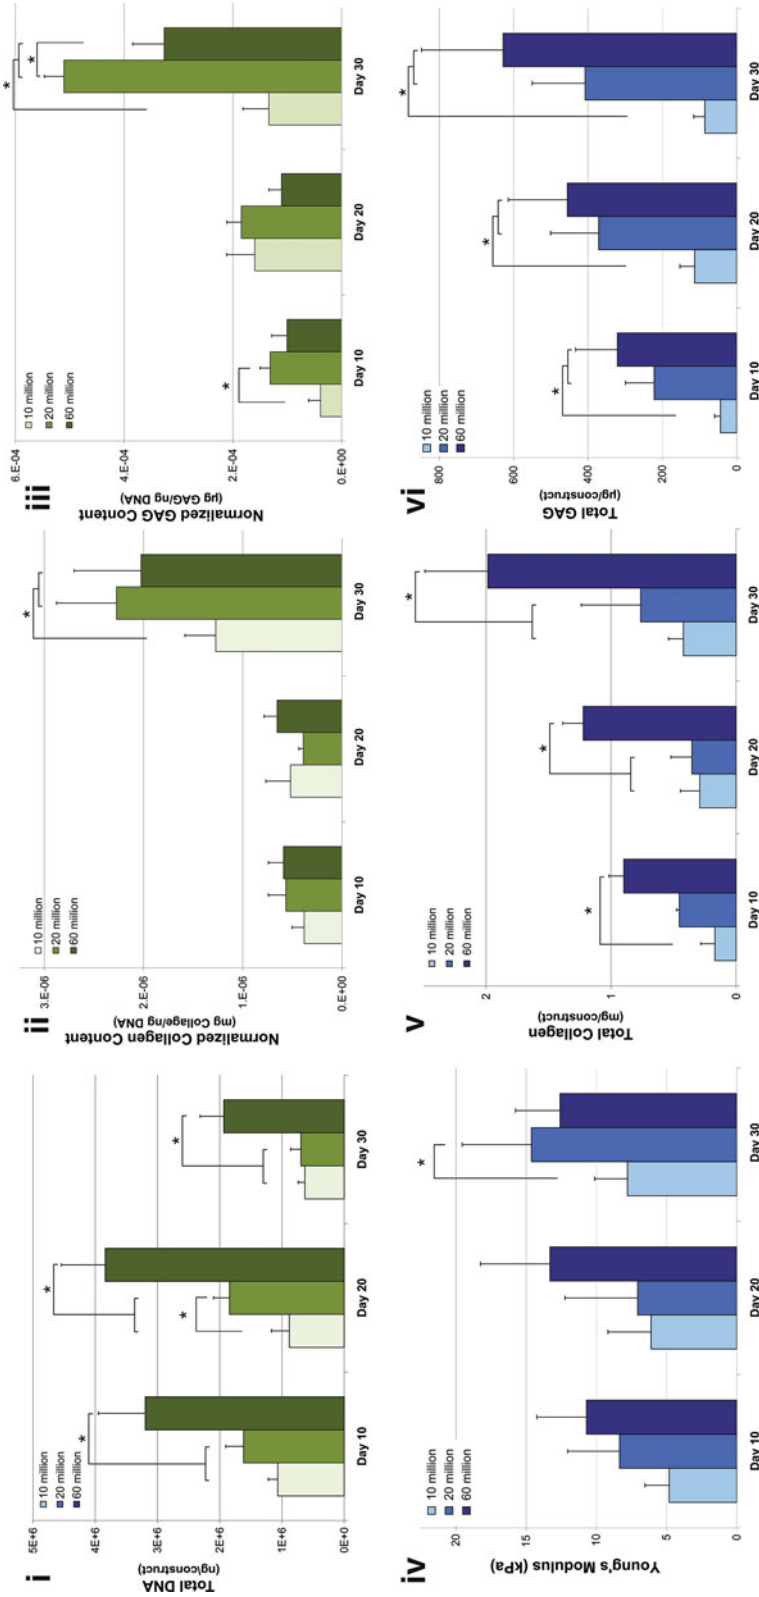 i
Total DNA
(ng\construct)
5E+6
4E+6
3E+6
2E+6
1E+6
0E+0
10 million
20 million
60 million
*
*
*
*
Day 10
Day 20
Day 30
ii
Normalized Collagen Content
(mg Collage/ng DNA)
3.E-06
2.E-06
1.E-06
0.E+00
10 million
20 million
60 million
*
Day 10
Day 20
Day 30
iii
Normalized GAG Content
(µg GAG/ng DNA)
6.E-04
4.E-04
2.E-04
0.E+00
10 million
20 million
60 million
*
*
*
Day 10
Day 20
Day 30
iv
Young's Modulus (kPa)
20
15
10
5
0
10 million
20 million
60 million
*
Day 10
Day 20
Day 30
v
Total Collagen
(mg/construct)
2
1
0
10 million
20 million
60 million
*
*
*
Day 10
Day 20
Day 30
vi
Total GAG
(µg/construct)
800
600
400
200
0
10 million
20 million
60 million
*
*
*
Day 10
Day 20
Day 30